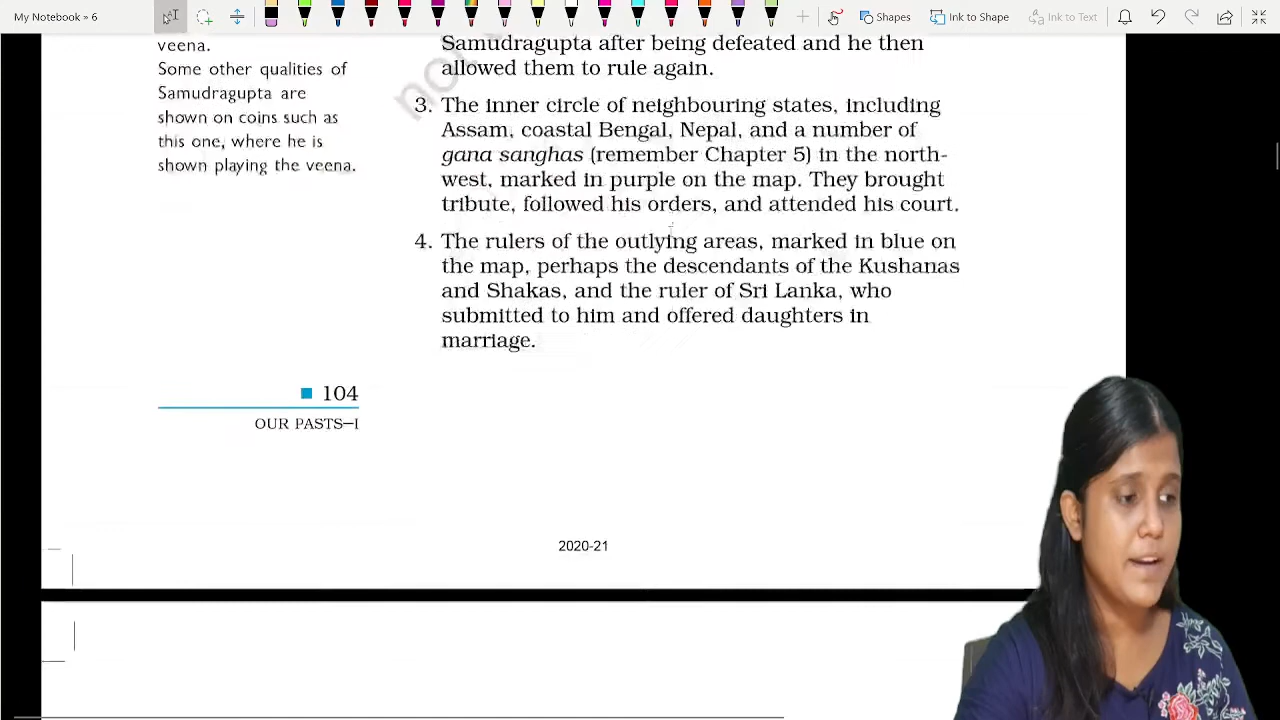 My Notebook » 6
Shapes
Ink to Shape
Ink to Text
veena.
Some other qualities of
Samudragupta are
shown on coins such as
this one, where he is
shown playing the veena.
Samudragupta after being defeated and he then
allowed them to rule again.
3. The inner circle of neighbouring states, including
Assam, coastal Bengal, Nepal, and a number of
gana sanghas (remember Chapter 5) in the north-
west, marked in purple on the map. They brought
tribute, followed his orders, and attended his court.
4. The rulers of the outlying areas, marked in blue on
the map, perhaps the descendants of the Kushanas
and Shakas, and the ruler of Sri Lanka, who
submitted to him and offered daughters in
marriage.
104
OUR PASTS—I
2020-21